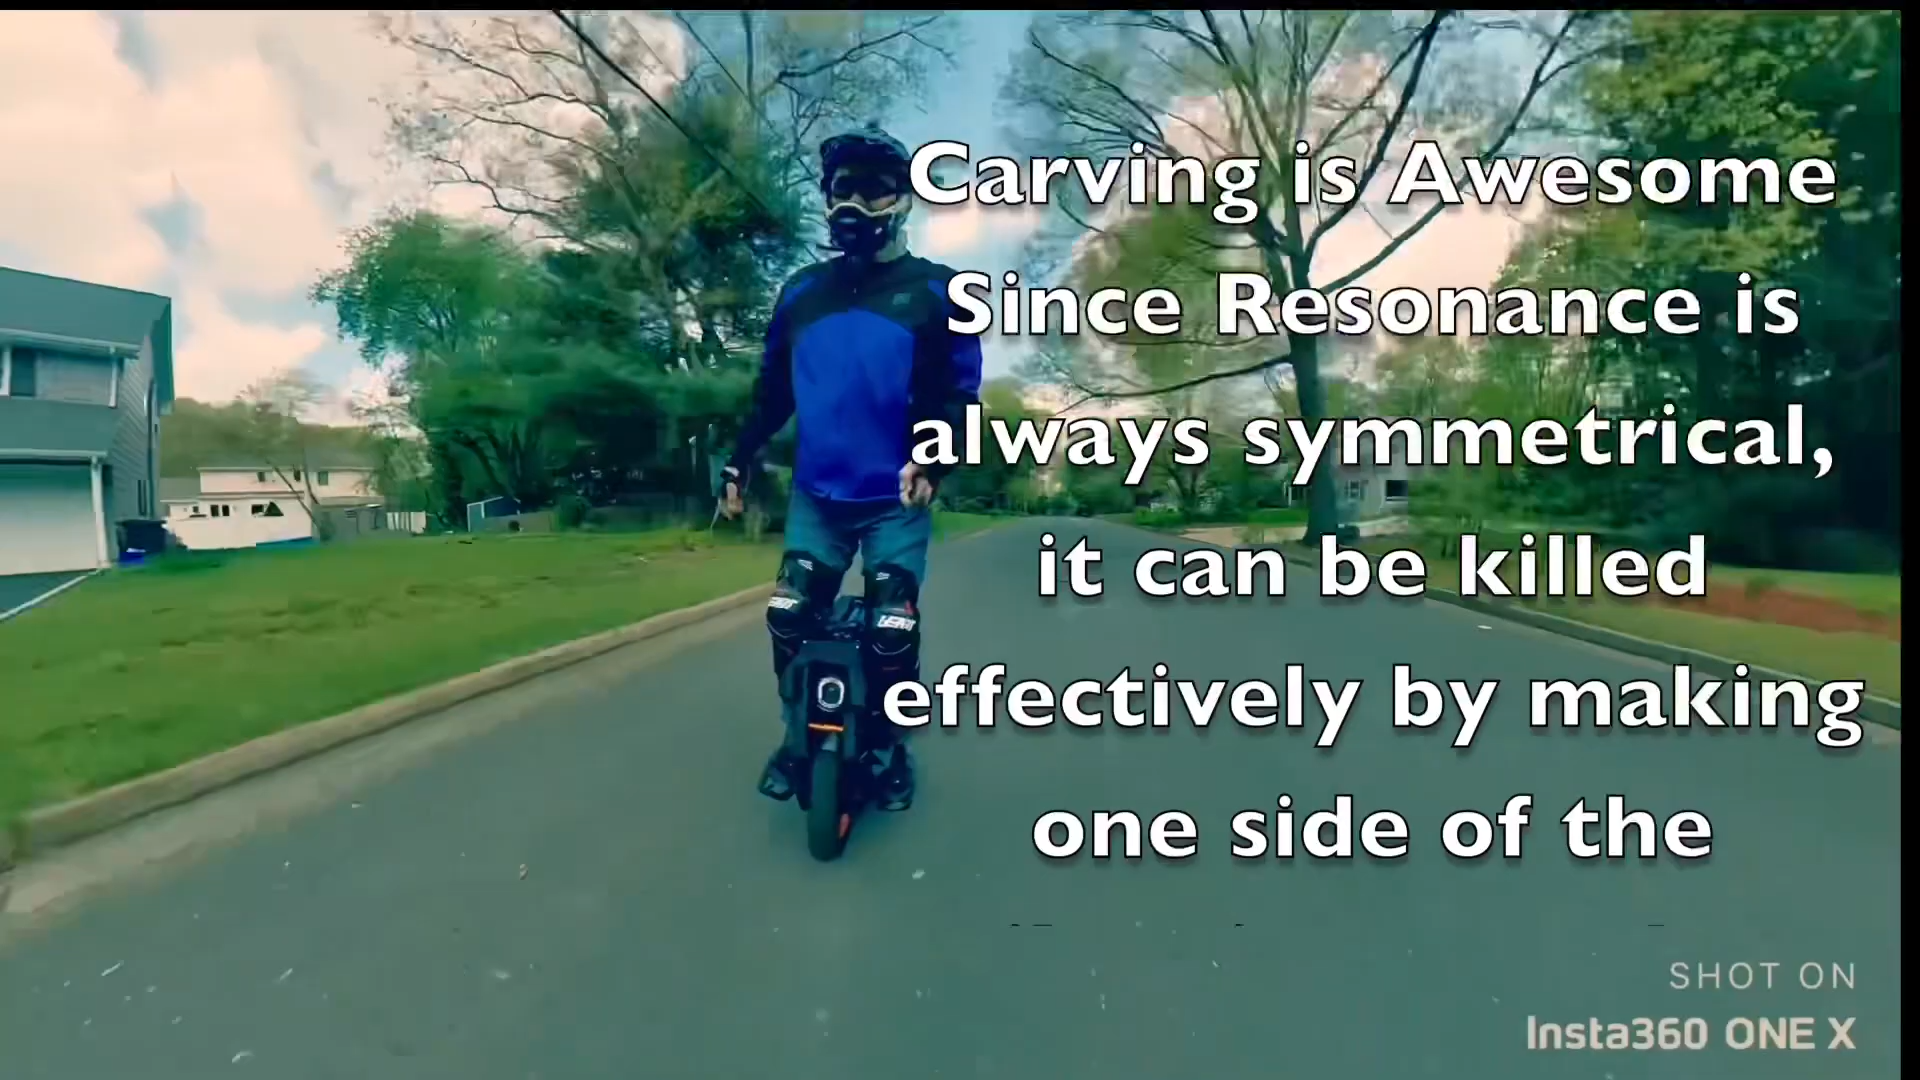 Carving is Awesome
Since Resonance is
always symmetrical,
it can be killed
effectively by making
one side of the
SHOT ON
Insta360 ONE X